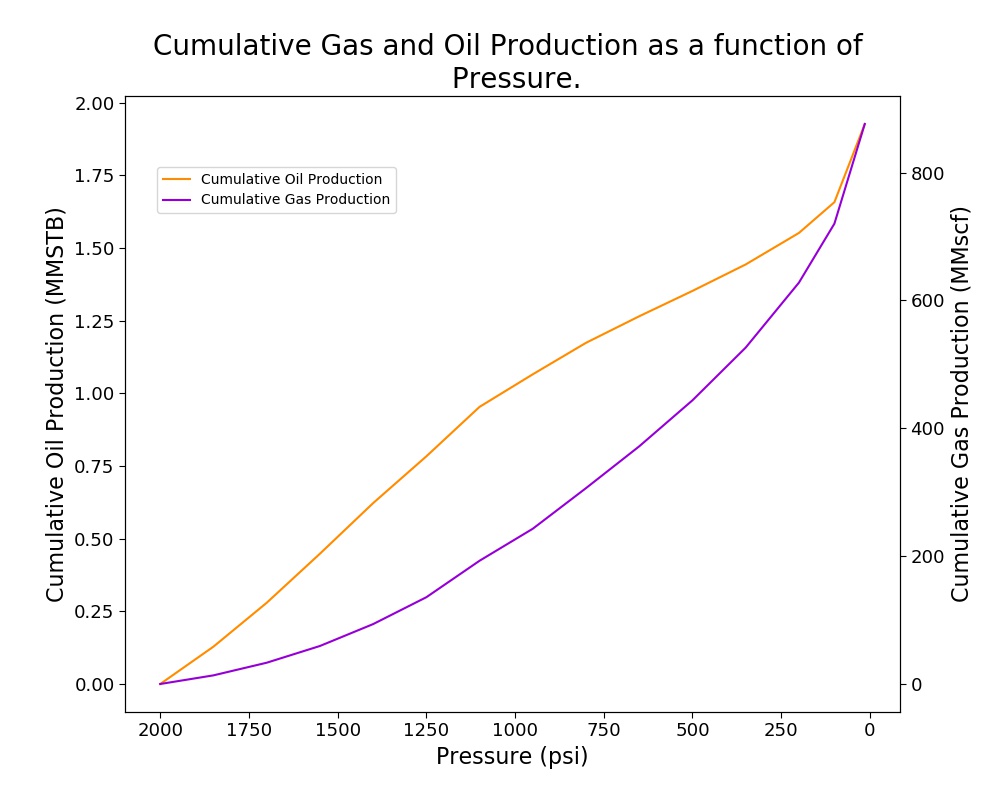 Cumulative Gas and Oil Production as a function of
Pressure.
Cumulative Oil Production (MMSTB)
2.00
1.75
1.50
1.25
1.00
0.75
0.50
0.25
0.00
Cumulative Oil Production
Cumulative Gas Production
800
600
400
200
0
Cumulative Gas Production (MMscf)
2000 1750 1500 1250 1000 750 500 250 0
Pressure (psi)